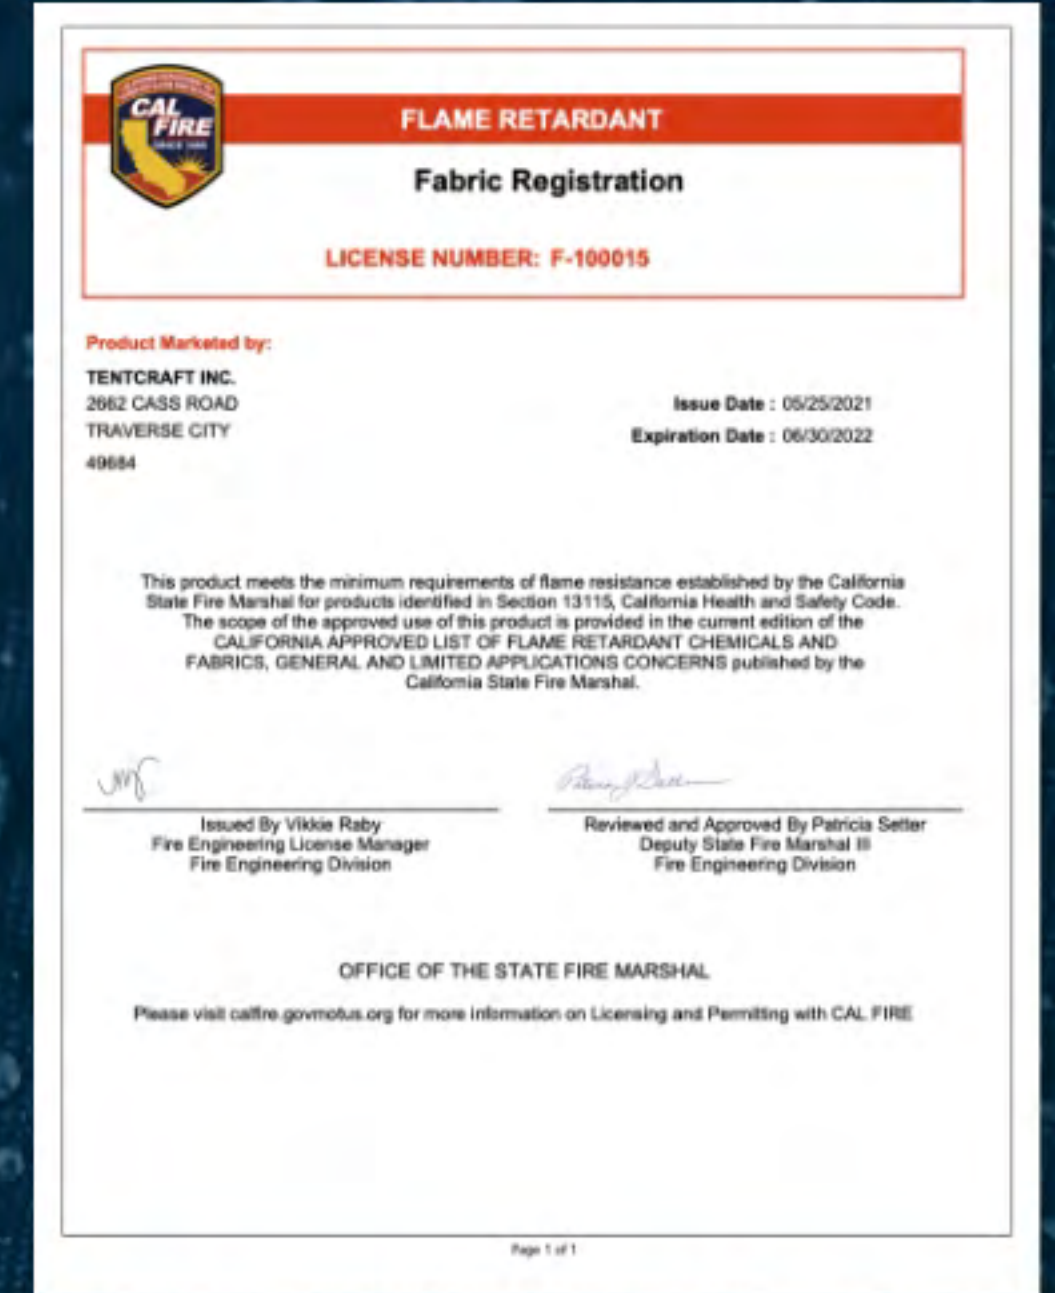 CAL
FIRE
SINCE 1885
FLAME RETARDANT
Fabric Registration
LICENSE NUMBER: F-100015
Product Marketed by:
TENTCRAFT INC.
2662 CASS ROAD
TRAVERSE CITY
49684
Issue Date : 05/25/2021
Expiration Date : 06/30/2022
This product meets the minimum requirements of flame resistance established by the California
State Fire Marshal for products identified in Section 13115, California Health and Safety Code.
The scope of the approved use of this product is provided in the current edition of the
CALIFORNIA APPROVED LIST OF FLAME RETARDANT CHEMICALS AND
FABRICS, GENERAL AND LIMITED APPLICATIONS CONCERNS published by the
California State Fire Marshal.
Issued By Vikkie Raby
Fire Engineering License Manager
Fire Engineering Division
Reviewed and Approved By Patricia Setter
Deputy State Fire Marshal III
Fire Engineering Division
OFFICE OF THE STATE FIRE MARSHAL
Please visit calfire.govmotus.org for more information on Licensing and Permitting with CAL FIRE
Page 1 of 1